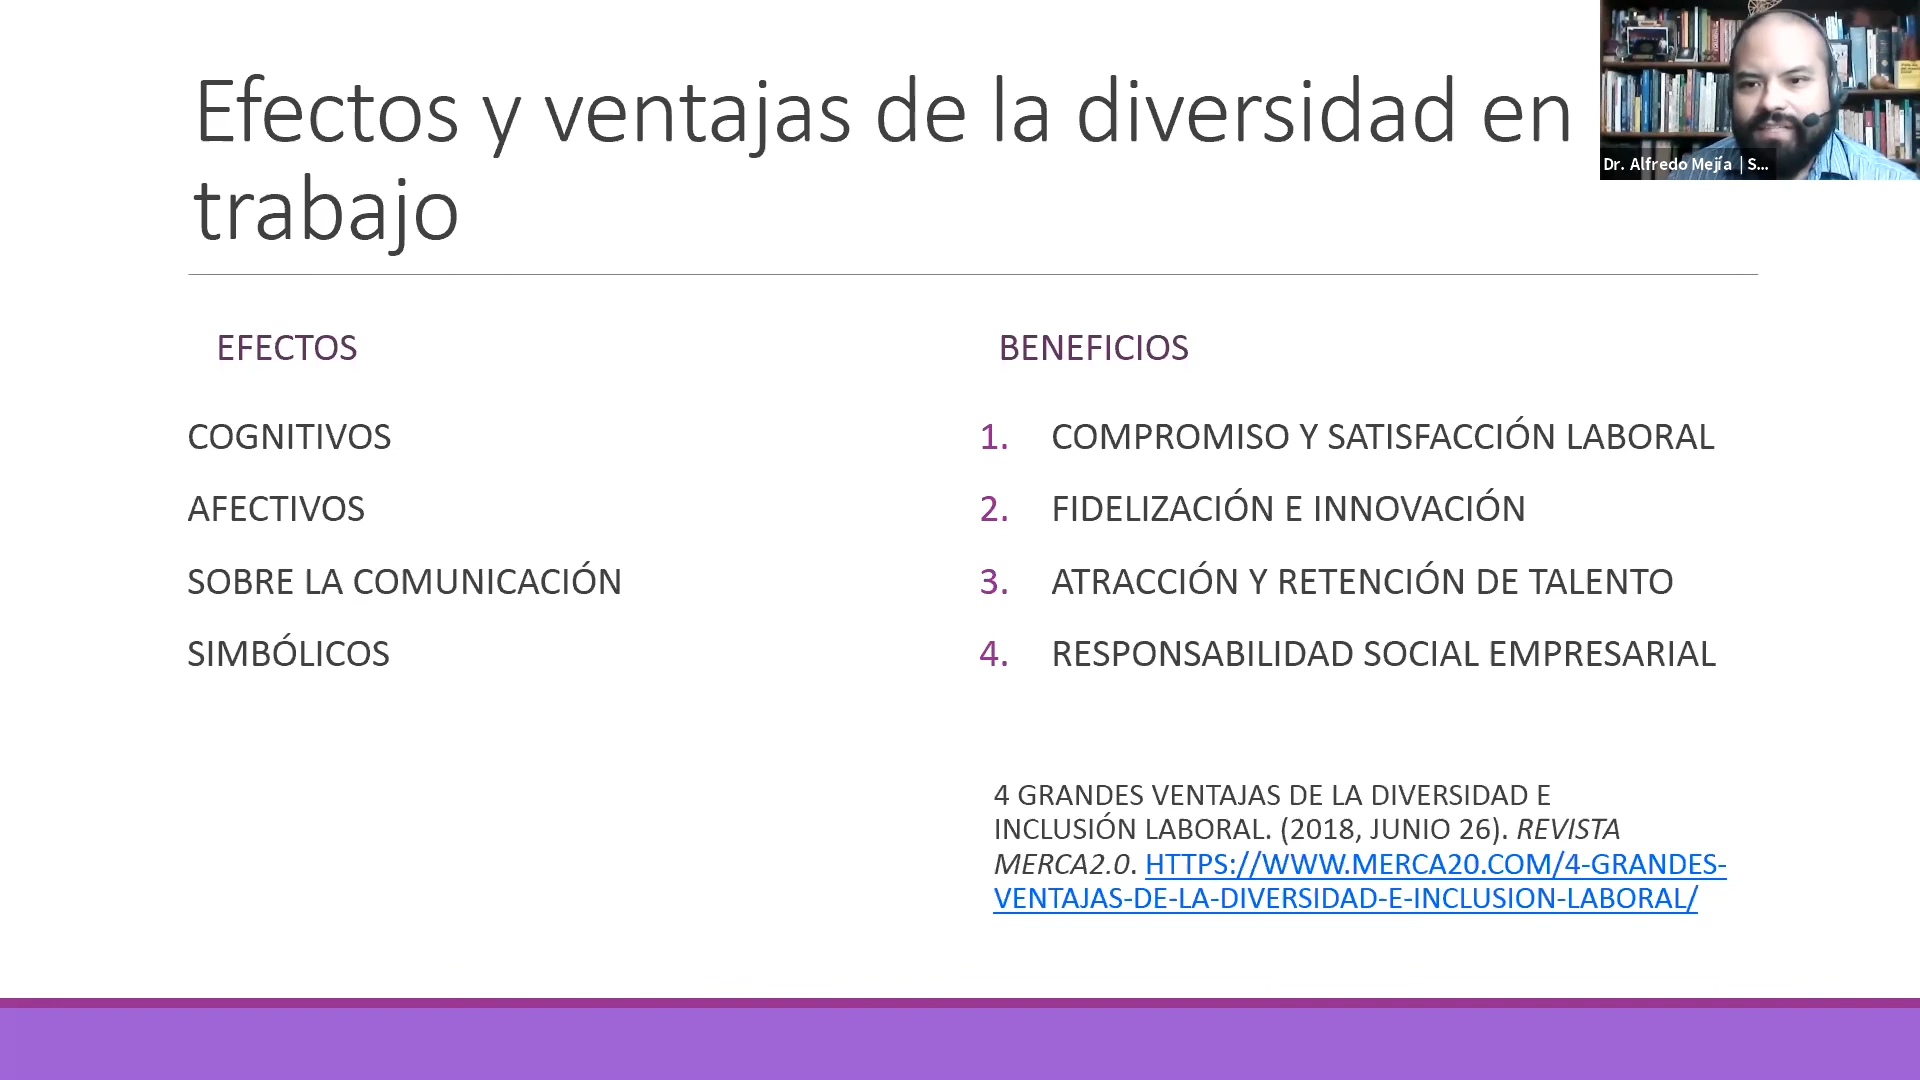 Efectos y ventajas de la diversidad en
trabajo
Dr. Alfredo Mejía | S...
EFECTOS
COGNITIVOS
AFECTIVOS
SOBRE LA COMUNICACIÓN
SIMBÓLICOS
BENEFICIOS
1. COMPROMISO Y SATISFACCIÓN LABORAL
2. FIDELIZACIÓN E INNOVACIÓN
3. ATRACCIÓN Y RETENCIÓN DE TALENTO
4. RESPONSABILIDAD SOCIAL EMPRESARIAL
4 GRANDES VENTAJAS DE LA DIVERSIDAD E
INCLUSIÓN LABORAL. (2018, JUNIO 26). REVISTA
MERCA2.0. HTTPS://WWW.MERCA20.COM/4-GRANDES-
VENTAJAS-DE-LA-DIVERSIDAD-E-INCLUSION-LABORAL/